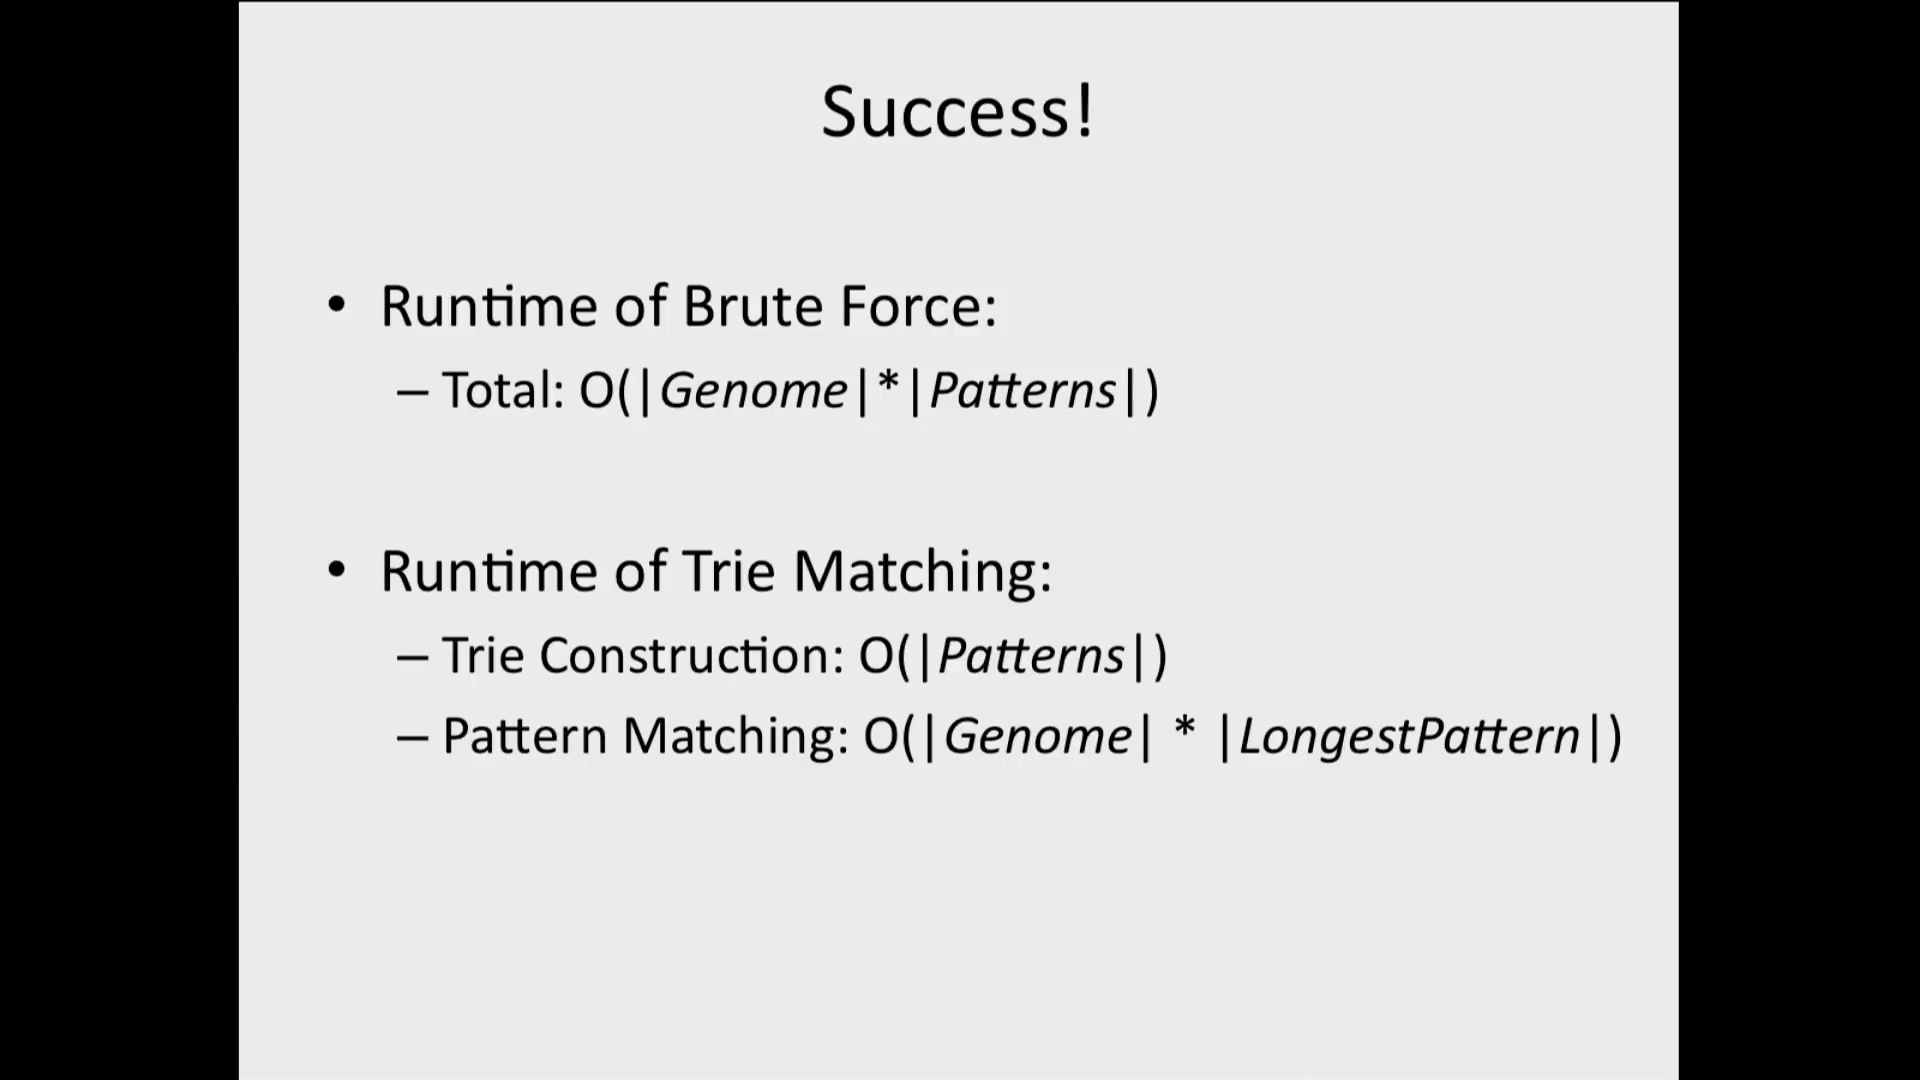 Success!
• Runtime of Brute Force:
– Total: O(|Genome|*|Patterns|)
• Runtime of Trie Matching:
– Trie Construction: O(|Patterns|)
– Pattern Matching: O(|Genome| * |LongestPattern|)